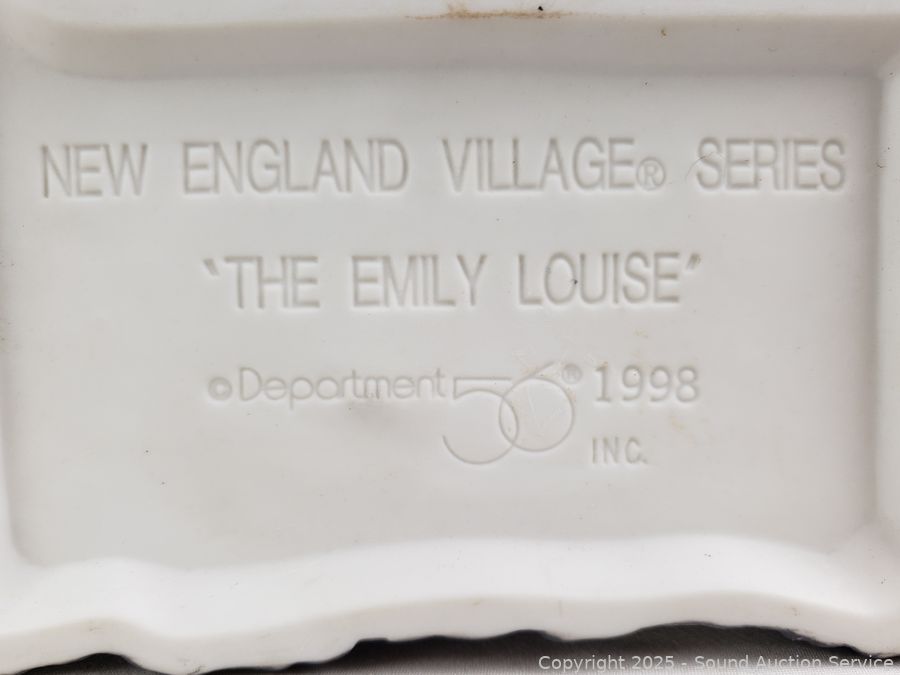 NEW ENGLAND VILLAGE® SERIES
"THE EMILY LOUISE"
©Department 56® 1998
INC.
Copyright 2025 - Sound Auction Service